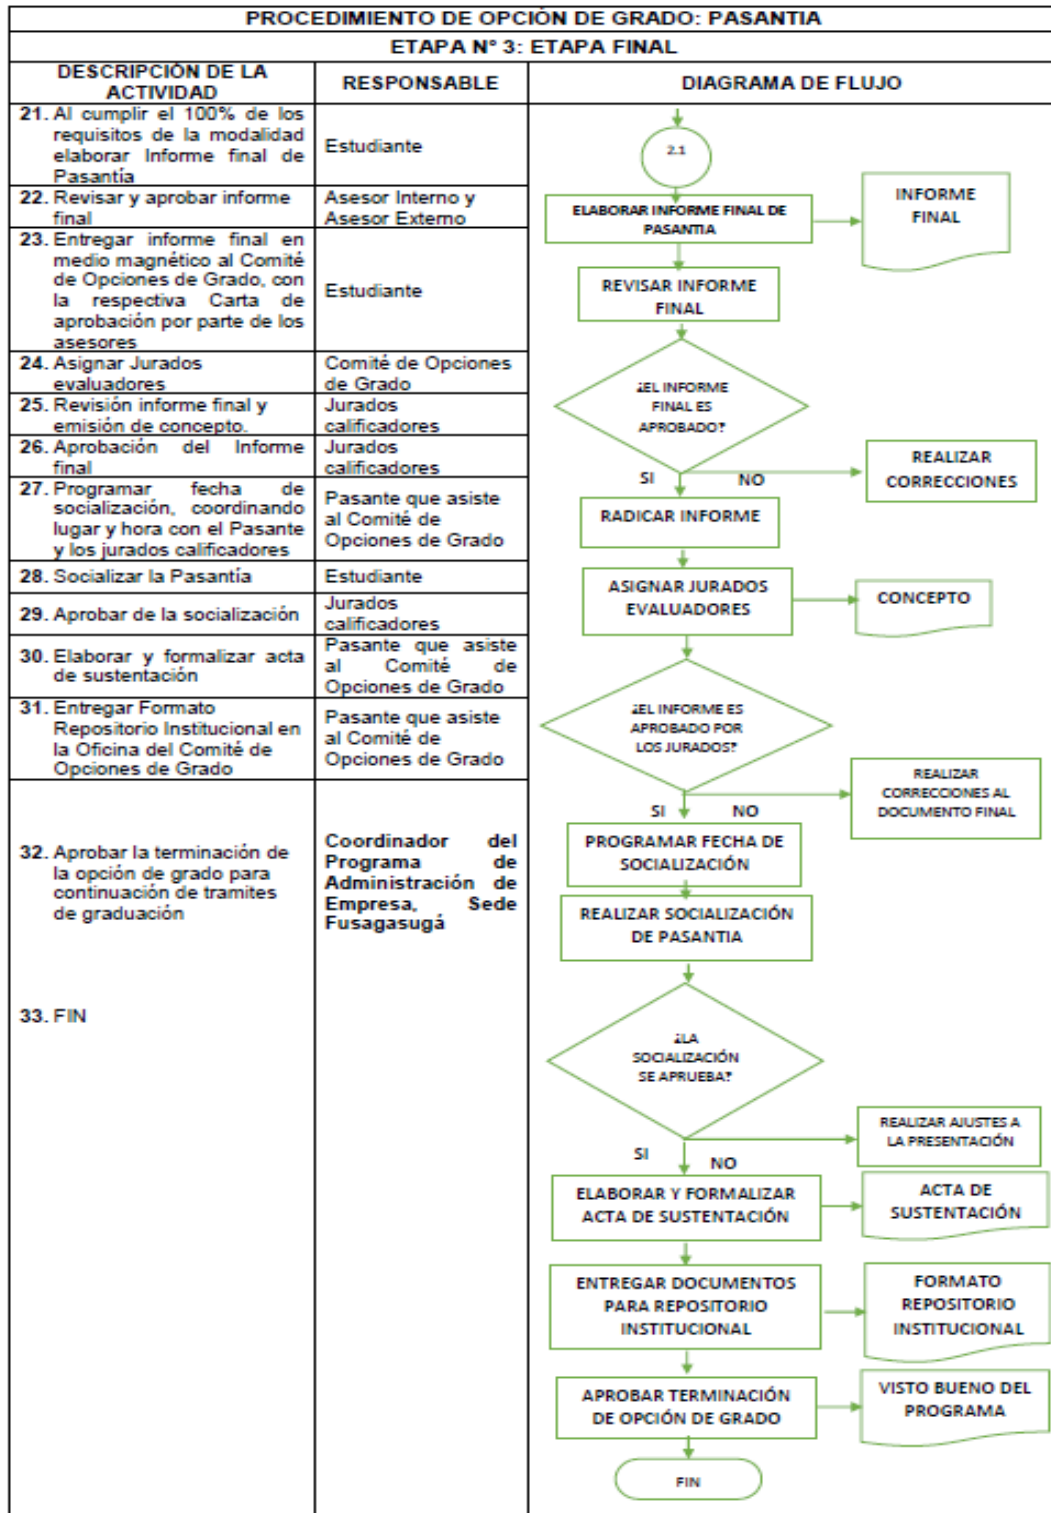 PROCEDIMIENTO DE OPCIÓN DE GRADO: PASANTIA
ETAPA N° 3: ETAPA FINAL
DESCRIPCIÓN DE LA
ACTIVIDAD
RESPONSABLE
DIAGRAMA DE FLUJO
21. Al cumplir el 100% de los
requisitos de la modalidad
elaborar Informe final de
Pasantía
Estudiante
22. Revisar y aprobar informe
final
Asesor Interno y
Asesor Externo
23. Entregar informe final en
medio magnético al Comité
de Opciones de Grado, con
la respectiva Carta de
aprobación por parte de los
asesores
Estudiante
24. Asignar Jurados
evaluadores
Comité de Opciones
de Grado
25. Revisión informe final y
emisión de concepto.
Jurados
calificadores
26. Aprobación del Informe
final
Jurados
calificadores
27. Programar fecha de
socialización, coordinando
lugar y hora con el Pasante
y los jurados calificadores
Pasante que asiste
al Comité de
Opciones de Grado
28. Socializar la Pasantía
Estudiante
29. Aprobar de la socialización
Jurados
calificadores
30. Elaborar y formalizar acta
de sustentación
Pasante que asiste
al Comité de
Opciones de Grado
31. Entregar Formato
Repositorio Institucional en
la Oficina del Comité de
Opciones de Grado
Pasante que asiste
al Comité de
Opciones de Grado
32. Aprobar la terminación de
la opción de grado para
continuación de tramites
de graduación
Coordinador del
Programa de
Administración de
Empresa, Sede
Fusagasugá
33. FIN
2.1
ELABORAR INFORME FINAL DE
PASANTIA
INFORME
FINAL
REVISAR INFORME
FINAL
¿EL INFORME
FINAL ES
APROBADO?
SI
NO
REALIZAR
CORRECCIONES
RADICAR INFORME
ASIGNAR JURADOS
EVALUADORES
CONCEPTO
¿EL INFORME ES
APROBADO POR
LOS JURADOS?
SI
NO
REALIZAR
CORRECCIONES AL
DOCUMENTO FINAL
PROGRAMAR FECHA DE
SOCIALIZACIÓN
REALIZAR SOCIALIZACIÓN
DE PASANTIA
¿LA
SOCIALIZACIÓN
SE APRUEBA?
SI
NO
REALIZAR AJUSTES A
LA PRESENTACIÓN
ELABORAR Y FORMALIZAR
ACTA DE SUSTENTACIÓN
ACTA DE
SUSTENTACIÓN
ENTREGAR DOCUMENTOS
PARA REPOSITORIO
INSTITUCIONAL
FORMATO
REPOSITORIO
INSTITUCIONAL
APROBAR TERMINACIÓN
DE OPCIÓN DE GRADO
VISTO BUENO DEL
PROGRAMA
FIN